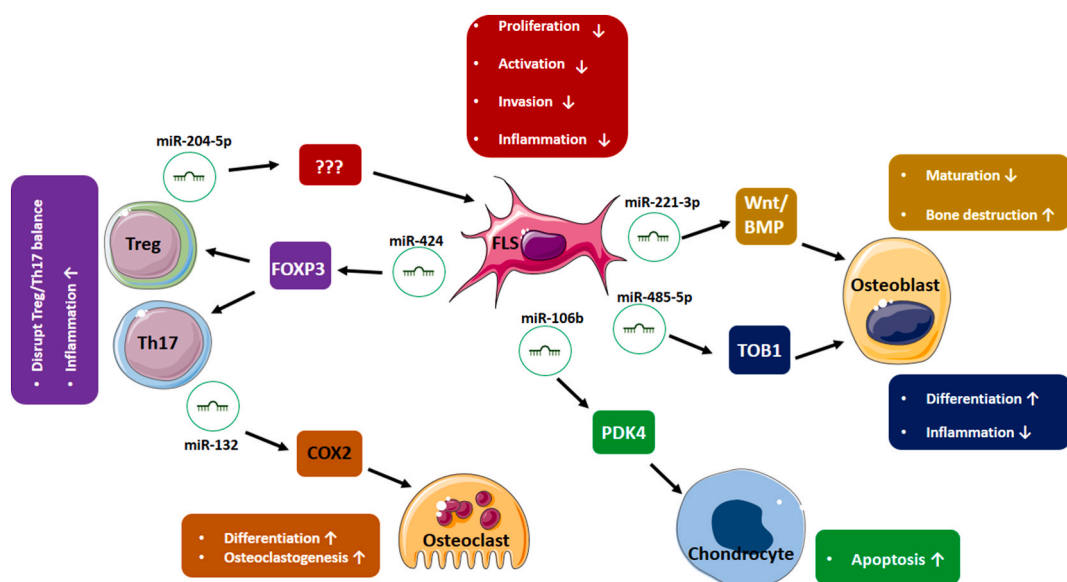 • Proliferation ↓
• Activation ↓
• Invasion ↓
• Inflammation ↓
miR-204-5p
???
• Disrupt Treg/Th17 balance
• Inflammation ↑
Treg
FOXP3
miR-424
FLS
miR-221-3p
Wnt/
BMP
• Maturation ↓
• Bone destruction ↑
Osteoblast
Th17
miR-106b
miR-485-5p
TOB1
• Differentiation ↑
• Inflammation ↓
miR-132
COX2
PDK4
• Differentiation ↑
• Osteoclastogenesis ↑
Osteoclast
Chondrocyte
• Apoptosis ↑